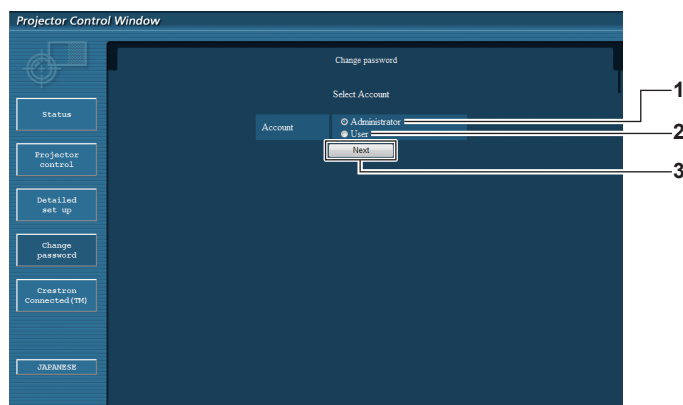 Projector Control Window
Change password
Select Account
Account
Administrator
User
Next
1
2
3
Status
Projector
control
Detailed
set up
Change
password
Crestron
Connected(TM)
JAPANESE